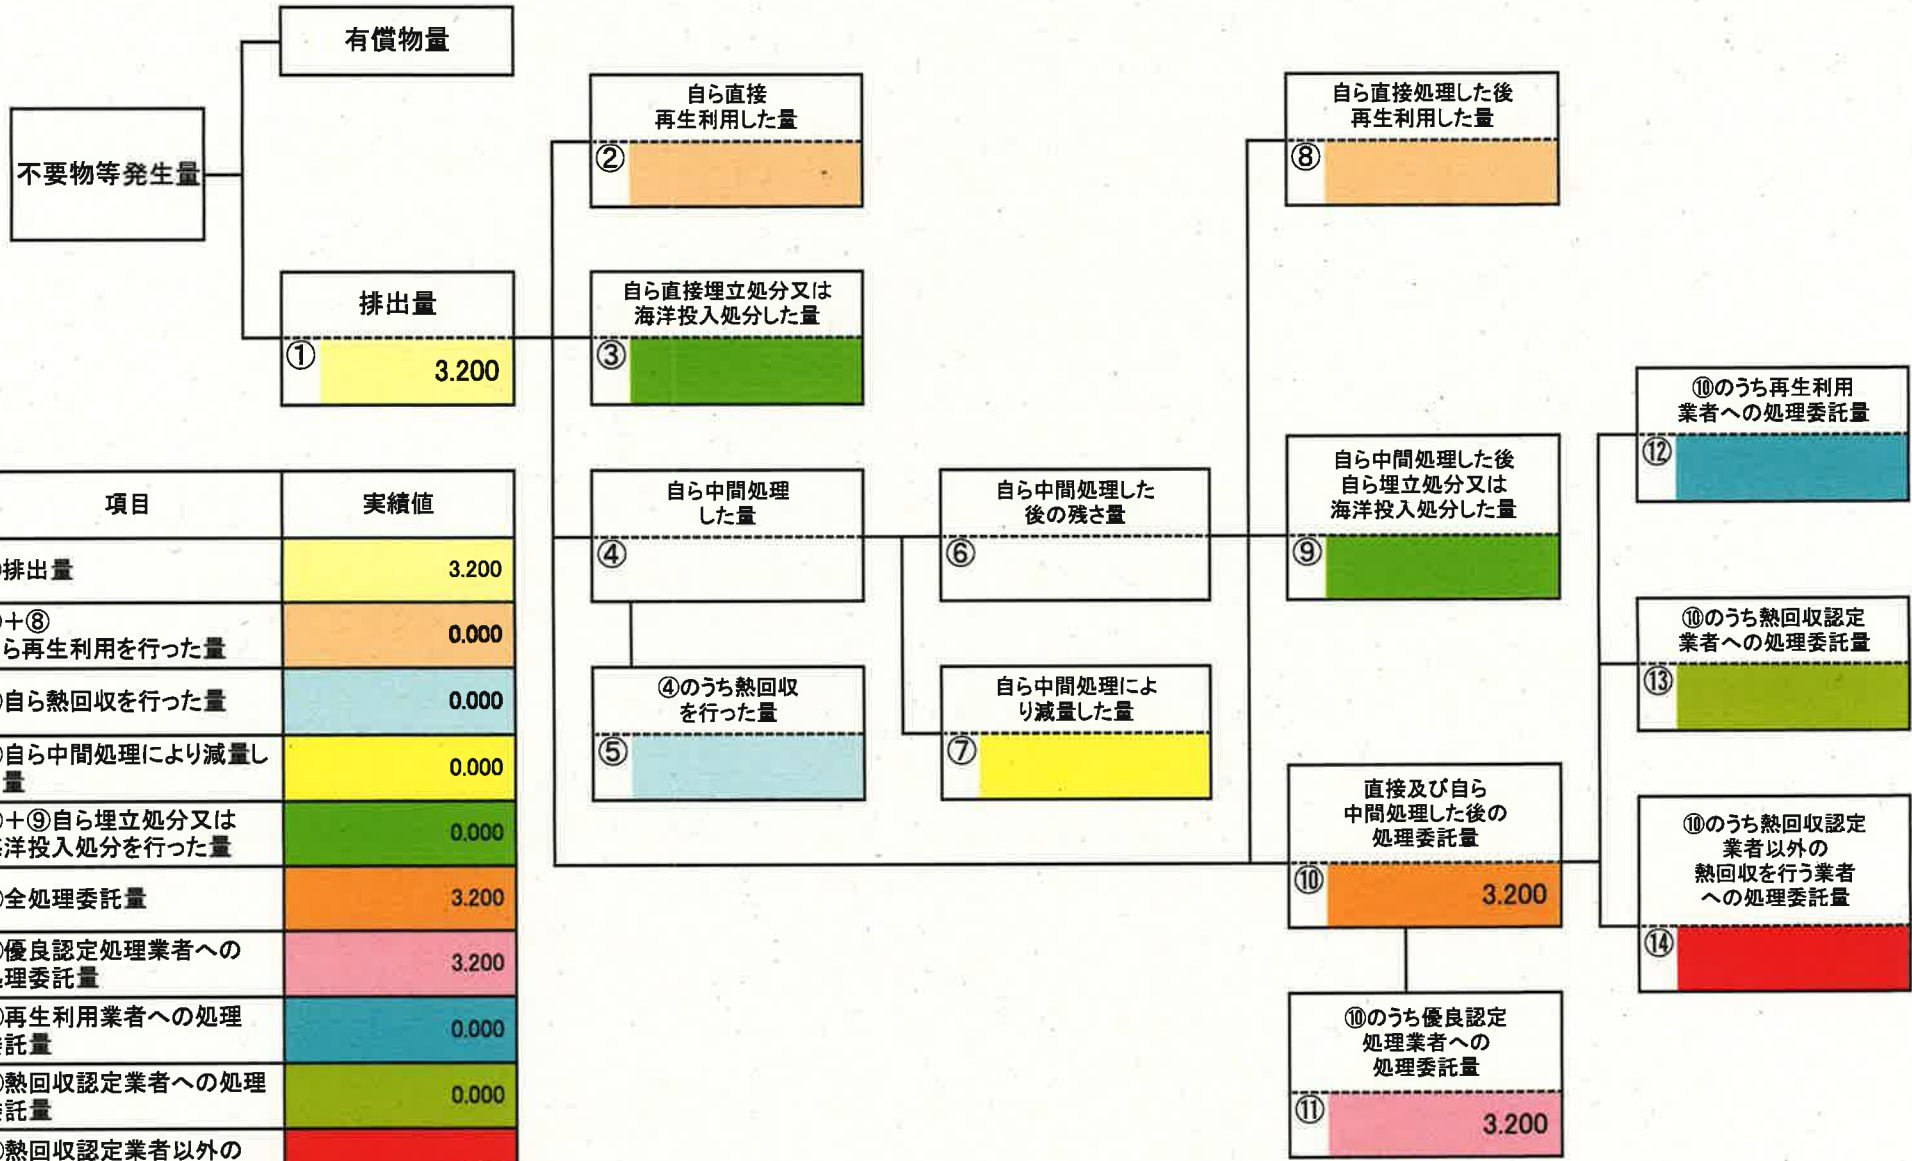 有償物量
不要物等発生量
排出量
① 3.200
自ら直接
再生利用した量
②
自ら直接埋立処分又は
海洋投入処分した量
③
自ら中間処理
した量
④
④のうち熱回収
を行った量
⑤
自ら中間処理した
後の残さ量
⑥
自ら中間処理によ
り減量した量
⑦
自ら直接処理した後
再生利用した量
⑧
自ら中間処理した後
自ら埋立処分又は
海洋投入処分した量
⑨
直接及び自ら
中間処理した後の
処理委託量
⑩ 3.200
⑩のうち優良認定
処理業者への
処理委託量
⑪ 3.200
⑩のうち再生利用
業者への処理委託量
⑫
⑩のうち熱回収認定
業者への処理委託量
⑬
⑩のうち熱回収認定
業者以外の
熱回収を行う業者
への処理委託量
⑭
項目 実績値
排出量 3.200
+⑧
ら再生利用を行った量 0.000
自ら熱回収を行った量 0.000
自ら中間処理により減量し
量 0.000
+⑨自ら埋立処分又は
洋投入処分を行った量 0.000
全処理委託量 3.200
優良認定処理業者への
理委託量 3.200
再生利用業者への処理
託量 0.000
熱回収認定業者への処理
託量 0.000
熱回収認定業者以外の